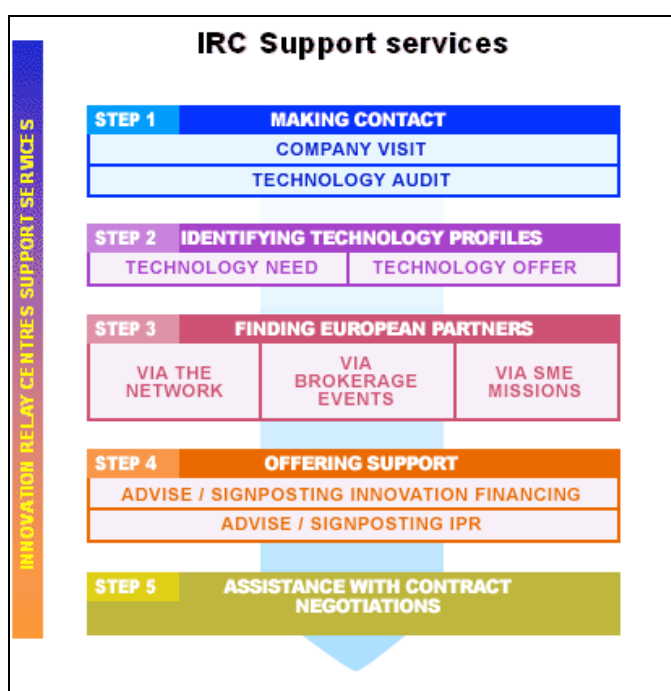 IRC Support services
INNOVATION RELAY CENTRES SUPPORT SERVICES
STEP 1 MAKING CONTACT
COMPANY VISIT
TECHNOLOGY AUDIT
STEP 2 IDENTIFYING TECHNOLOGY PROFILES
TECHNOLOGY NEED TECHNOLOGY OFFER
STEP 3 FINDING EUROPEAN PARTNERS
VIA THE
NETWORK
VIA
BROKERAGE
EVENTS
VIA SME
MISSIONS
STEP 4 OFFERING SUPPORT
ADVISE / SIGNPOSTING INNOVATION FINANCING
ADVISE / SIGNPOSTING IPR
STEP 5 ASSISTANCE WITH CONTRACT
NEGOTIATIONS